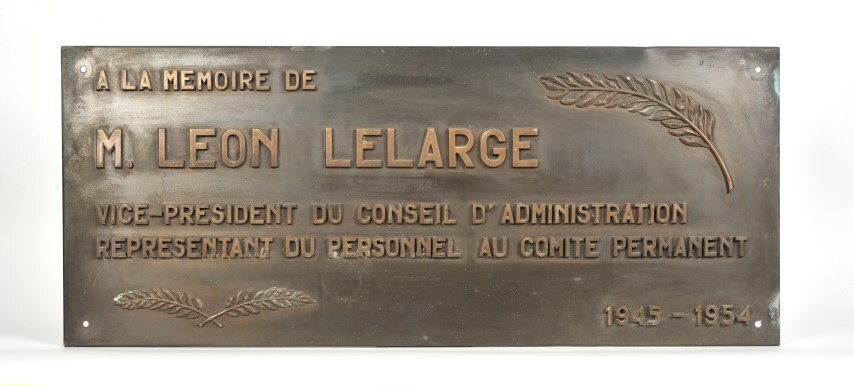 A LA MEMOIRE DE
M. LEON LELARGE
VICE-PRESIDENT DU CONSEIL D'ADMINISTRATION
REPRESENTANT DU PERSONNEL AU COMITE PERMANENT
1945 - 1954